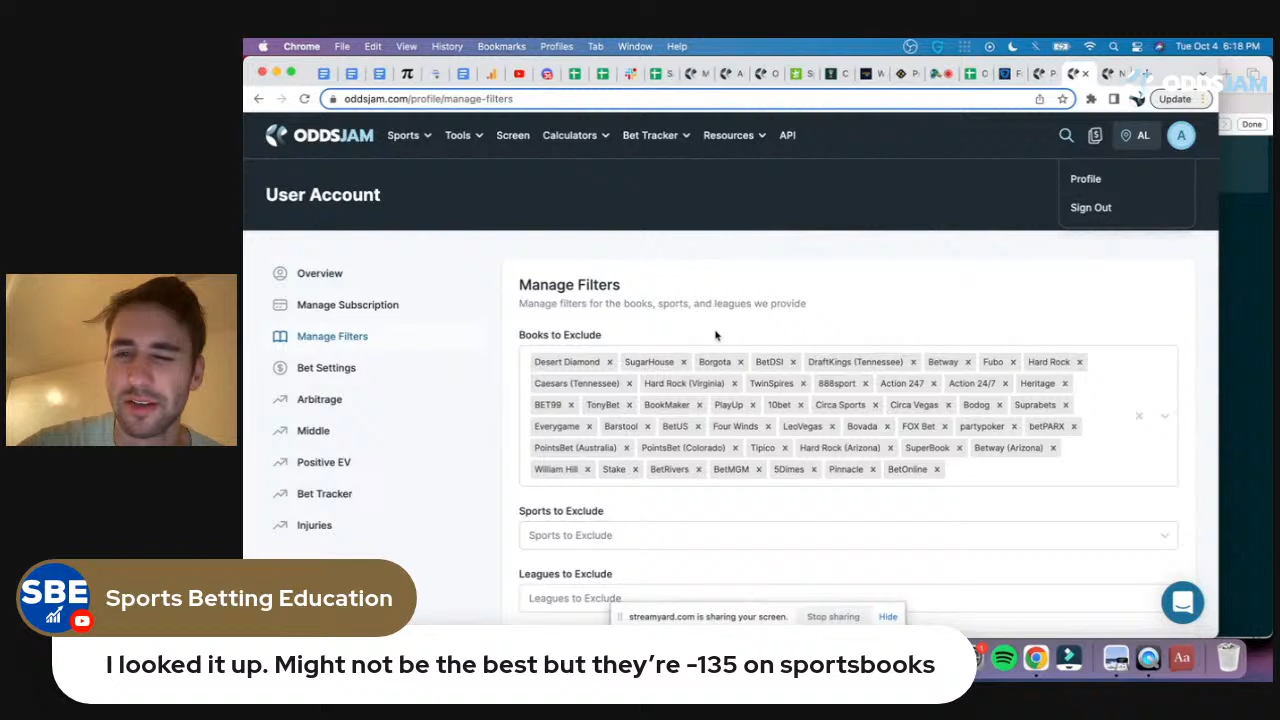 Chrome File Edit View History Bookmarks Profiles Tab Window Help Tue Oct 4 6:18 PM
oddsjam.com/profile/manage-filters Update
ODDSJAM
Done
ODDSJAM Sports Tools Screen Calculators Bet Tracker Resources API AL A
Profile
Sign Out
User Account
Overview
Manage Subscription
Manage Filters
Bet Settings
Arbitrage
Middle
Positive EV
Bet Tracker
Injuries
Manage Filters
Manage filters for the books, sports, and leagues we provide
Books to Exclude
Desert Diamond × SugarHouse × Borgota × BetDSI × DraftKings (Tennessee) × Betway × Fubo × Hard Rock ×
Caesars (Tennessee) × Hard Rock (Virginia) × TwinSpires × 888sport × Action 247 × Action 24/7 × Heritage ×
BET99 × TonyBet × BookMaker × PlayUp × 10bet × Circa Sports × Circa Vegas × Bodog × Suprabets ×
Everygame × Barstool × BetUS × Four Winds × LeoVegas × Bovada × FOX Bet × partypoker × betPARX ×
PointsBet (Australia) × PointsBet (Colorado) × Tipico × Hard Rock (Arizona) × SuperBook × Betway (Arizona) ×
William Hill × Stake × BetRivers × BetMGM × 5Dimes × Pinnacle × BetOnline ×
Sports to Exclude
Sports to Exclude
Leagues to Exclude
Leagues to Exclude
streamyard.com is sharing your screen. Stop sharing Hide
SBE
Sports Betting Education
I looked it up. Might not be the best but they're -135 on sportsbooks
Aa